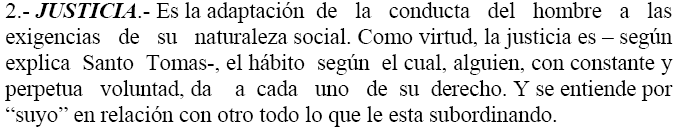 2.- JUSTICIA.- Es la adaptación de la conducta del hombre a las
exigencias de su naturaleza social. Como virtud, la justicia es – según
explica Santo Tomas-, el hábito según el cual, alguien, con constante y
perpetua voluntad, da a cada uno de su derecho. Y se entiende por
“suyo” en relación con otro todo lo que le esta subordinando.